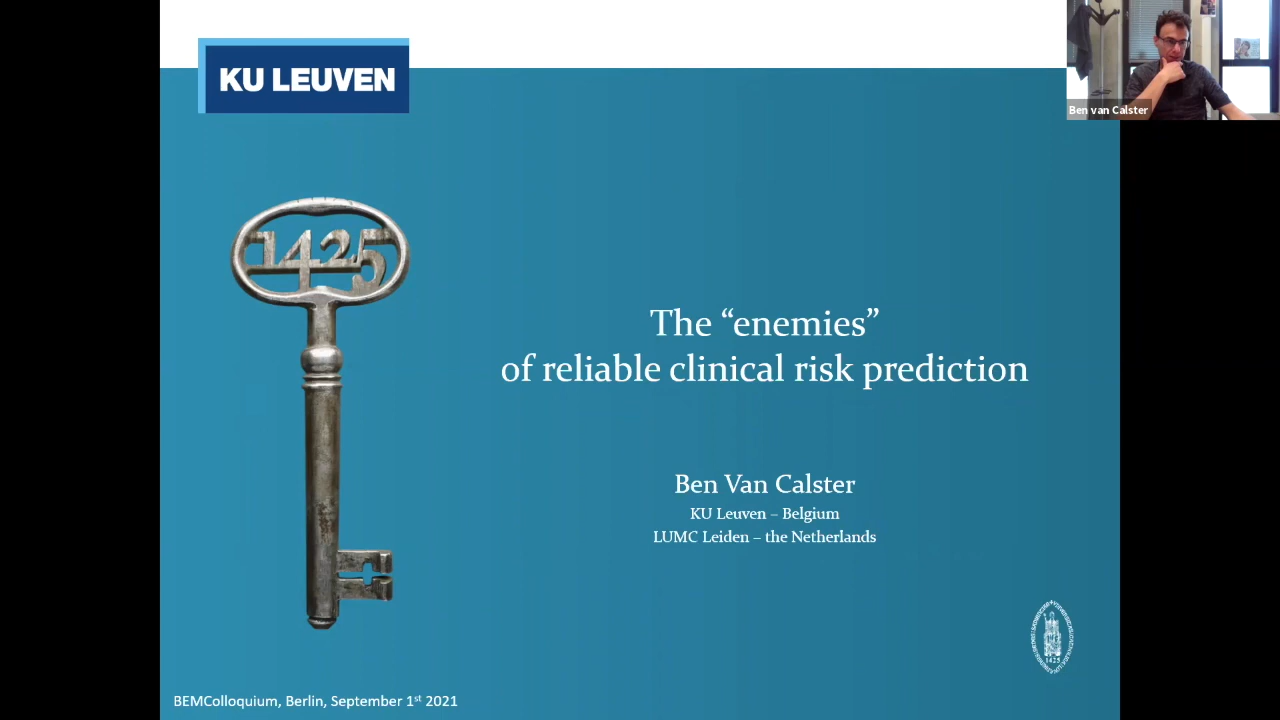 KU LEUVEN
Ben van Calster
1425
The “enemies”
of reliable clinical risk prediction
Ben Van Calster
KU Leuven – Belgium
LUMC Leiden – the Netherlands
1425
BEMColloquium, Berlin, September 1st 2021